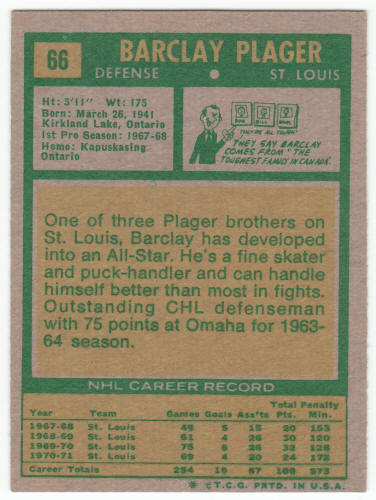 66
BARCLAY PLAGER
DEFENSE ST. LOUIS
Ht: 5'11" Wt: 175
Born: March 26, 1941
Kirkland Lake, Ontario
1st Pro Season: 1967-68
Home: Kapuskasing
Ontario
BOB BILL
THEY'RE ALL TOUGH!
THEY SAY BARCLAY
COMES FROM "THE
TOUGHEST FAMILY IN CANADA."
One of three Plager brothers on
St. Louis, Barclay has developed
into an All-Star. He's a fine skater
and puck-handler and can handle
himself better than most in fights.
Outstanding CHL defenseman
with 75 points at Omaha for 1963-
64 season.
NHL CAREER RECORD
Year Team Games Goals Ass'ts Total Pts. Penalty Min.
1967-68 St. Louis 49 5 15 20 153
1968-69 St. Louis 61 4 26 30 120
1969-70 St. Louis 75 6 26 32 128
1970-71 St. Louis 69 4 20 24 172
Career Totals 254 19 87 106 573
* © T.C.G. PRTD. IN U.S.A.